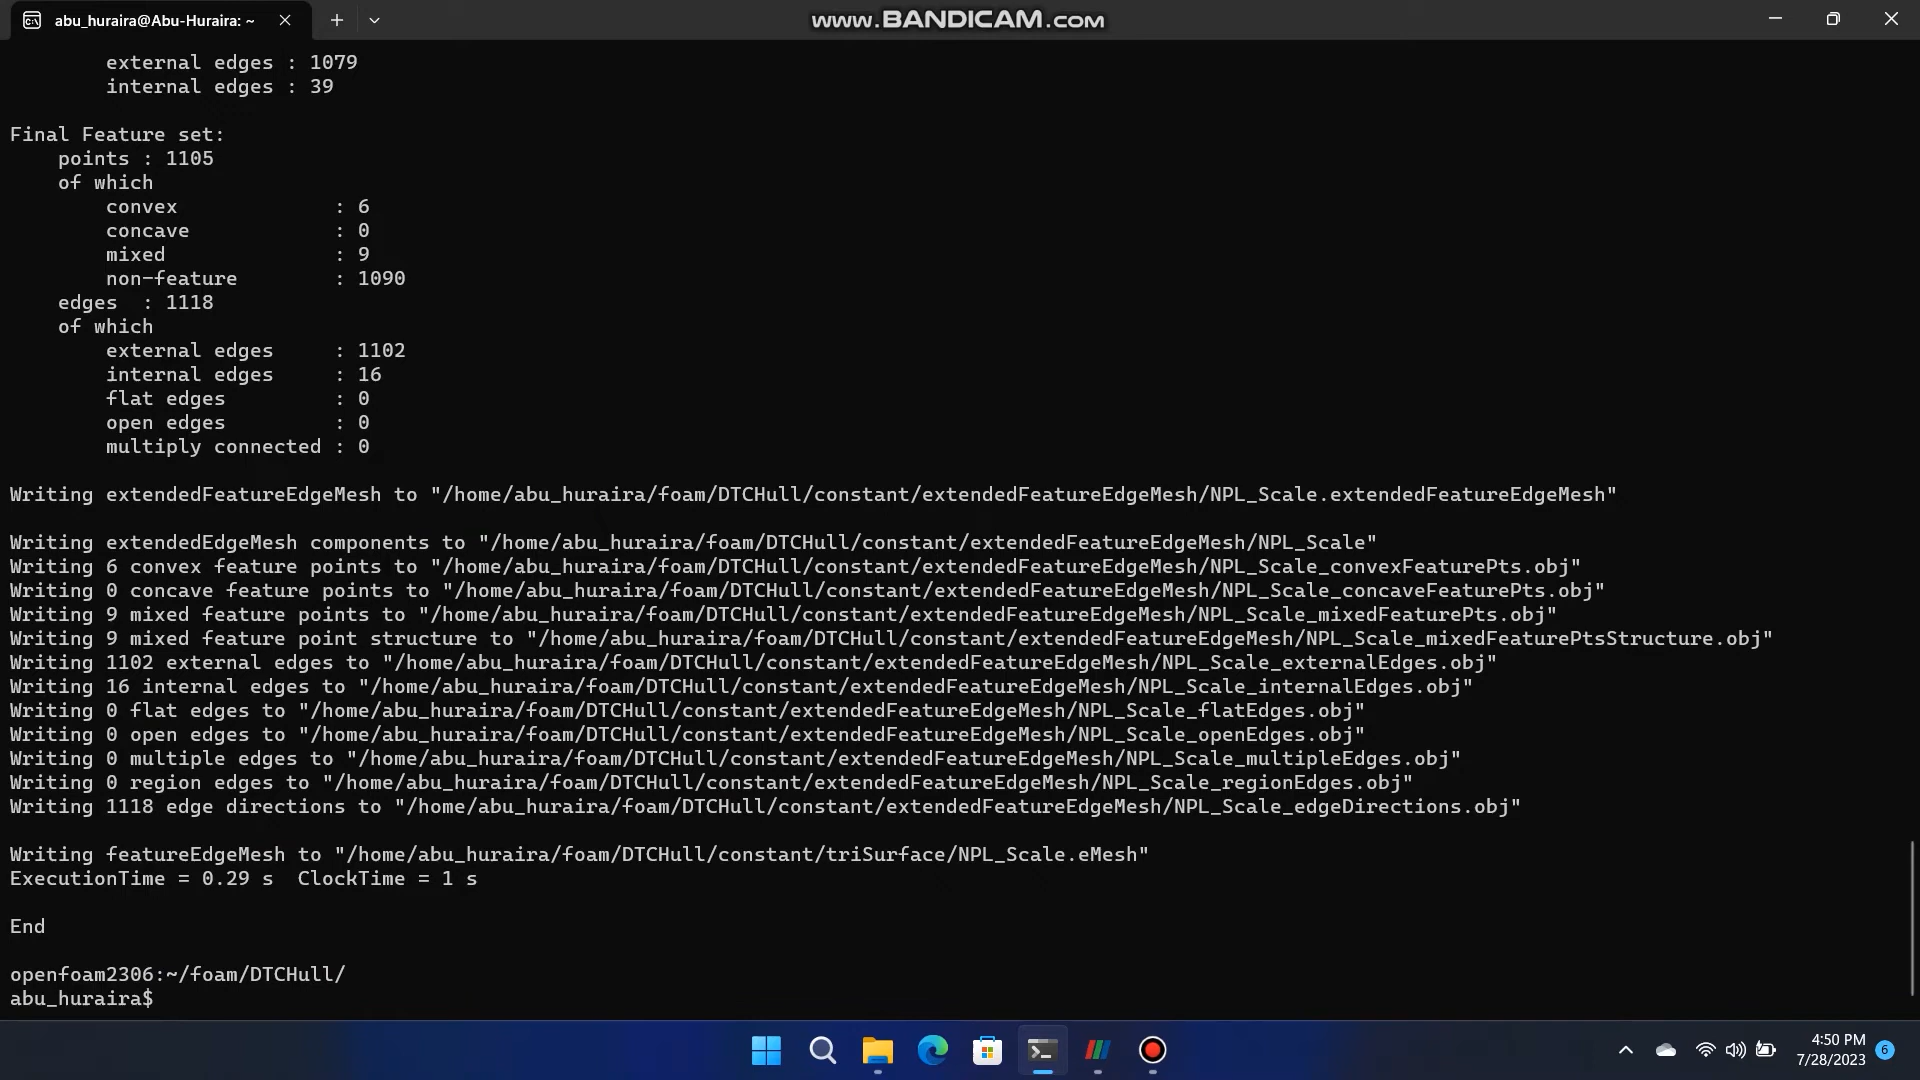 abu_huraira@Abu-Huraira: ~
www.BANDICAM.com
external edges : 1079
internal edges : 39
Final Feature set:
points : 1105
of which
convex : 6
concave : 0
mixed : 9
non-feature : 1090
edges : 1118
of which
external edges : 1102
internal edges : 16
flat edges : 0
open edges : 0
multiply connected : 0
Writing extendedFeatureEdgeMesh to "/home/abu_huraira/foam/DTCHull/constant/extendedFeatureEdgeMesh/NPL_Scale.extendedFeatureEdgeMesh"
Writing extendedEdgeMesh components to "/home/abu_huraira/foam/DTCHull/constant/extendedFeatureEdgeMesh/NPL_Scale"
Writing 6 convex feature points to "/home/abu_huraira/foam/DTCHull/constant/extendedFeatureEdgeMesh/NPL_Scale_convexFeaturePts.obj"
Writing 0 concave feature points to "/home/abu_huraira/foam/DTCHull/constant/extendedFeatureEdgeMesh/NPL_Scale_concaveFeaturePts.obj"
Writing 9 mixed feature points to "/home/abu_huraira/foam/DTCHull/constant/extendedFeatureEdgeMesh/NPL_Scale_mixedFeaturePts.obj"
Writing 9 mixed feature point structure to "/home/abu_huraira/foam/DTCHull/constant/extendedFeatureEdgeMesh/NPL_Scale_mixedFeaturePtsStructure.obj"
Writing 1102 external edges to "/home/abu_huraira/foam/DTCHull/constant/extendedFeatureEdgeMesh/NPL_Scale_externalEdges.obj"
Writing 16 internal edges to "/home/abu_huraira/foam/DTCHull/constant/extendedFeatureEdgeMesh/NPL_Scale_internalEdges.obj"
Writing 0 flat edges to "/home/abu_huraira/foam/DTCHull/constant/extendedFeatureEdgeMesh/NPL_Scale_flatEdges.obj"
Writing 0 open edges to "/home/abu_huraira/foam/DTCHull/constant/extendedFeatureEdgeMesh/NPL_Scale_openEdges.obj"
Writing 0 multiple edges to "/home/abu_huraira/foam/DTCHull/constant/extendedFeatureEdgeMesh/NPL_Scale_multipleEdges.obj"
Writing 0 region edges to "/home/abu_huraira/foam/DTCHull/constant/extendedFeatureEdgeMesh/NPL_Scale_regionEdges.obj"
Writing 1118 edge directions to "/home/abu_huraira/foam/DTCHull/constant/extendedFeatureEdgeMesh/NPL_Scale_edgeDirections.obj"
Writing featureEdgeMesh to "/home/abu_huraira/foam/DTCHull/constant/triSurface/NPL_Scale.eMesh"
ExecutionTime = 0.29 s  ClockTime = 1 s
End
openfoam2306:~/foam/DTCHull/
abu_huraira$
4:50 PM
7/28/2023
6